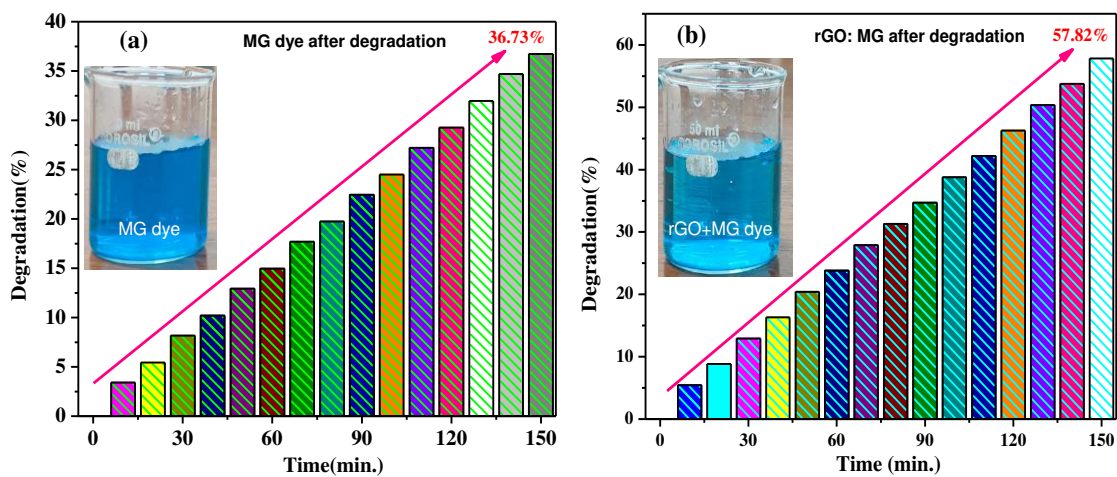 (a)
MG dye after degradation
36.73%
40
35
30
25
20
15
10
5
0
Degradation(%)
MG dye
0 30 60 90 120 150
Time(min.)
(b)
rGO: MG after degradation
57.82%
60
50
40
30
20
10
0
Degradation(%)
50 ml
rGO+MG dye
0 30 60 90 120 150
Time (min.)